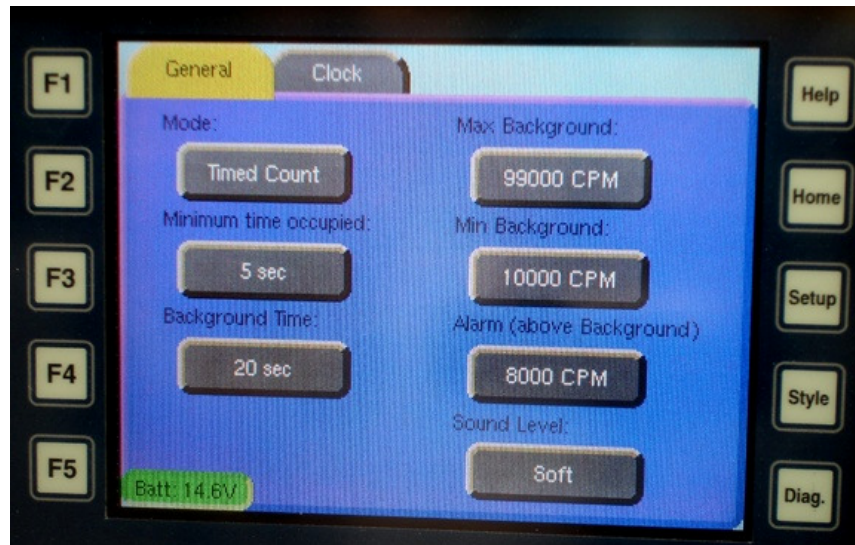 F1
F2
F3
F4
F5
General
Clock
Mode:
Timed Count
Minimum time occupied:
5 sec
Background Time:
20 sec
Batt: 14.6V
Max Background:
99000 CPM
Min Background:
10000 CPM
Alarm (above Background)
8000 CPM
Sound Level:
Soft
Help
Home
Setup
Style
Diag.